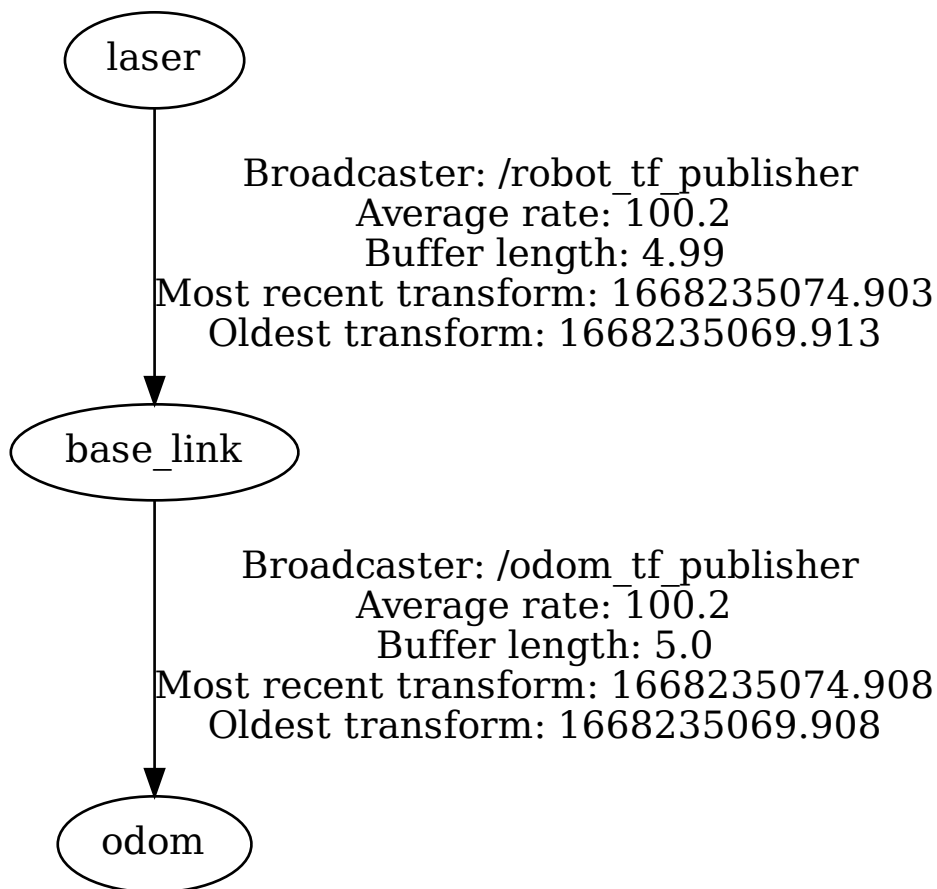 laser
Broadcaster: /robot_tf_publisher
Average rate: 100.2
Buffer length: 4.99
Most recent transform: 1668235074.903
Oldest transform: 1668235069.913
base_link
Broadcaster: /odom_tf_publisher
Average rate: 100.2
Buffer length: 5.0
Most recent transform: 1668235074.908
Oldest transform: 1668235069.908
odom